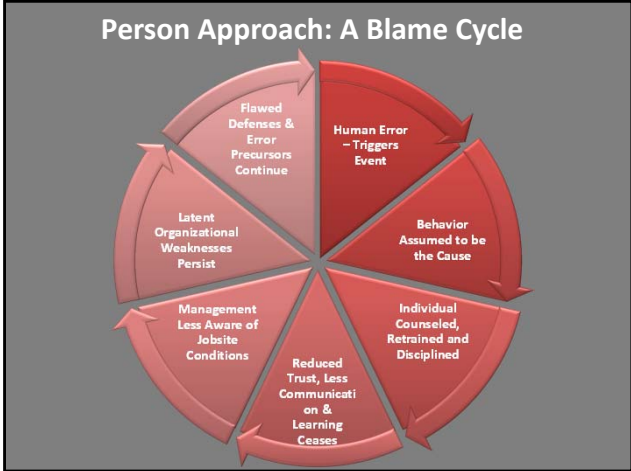 Person Approach: A Blame Cycle
Human Error
– Triggers
Event
Behavior
Assumed to be
the Cause
Individual
Counseled,
Retrained and
Disciplined
Reduced
Trust, Less
Communicati
on &
Learning
Ceases
Management
Less Aware of
Jobsite
Conditions
Latent
Organizational
Weaknesses
Persist
Flawed
Defenses &
Error
Precursors
Continue